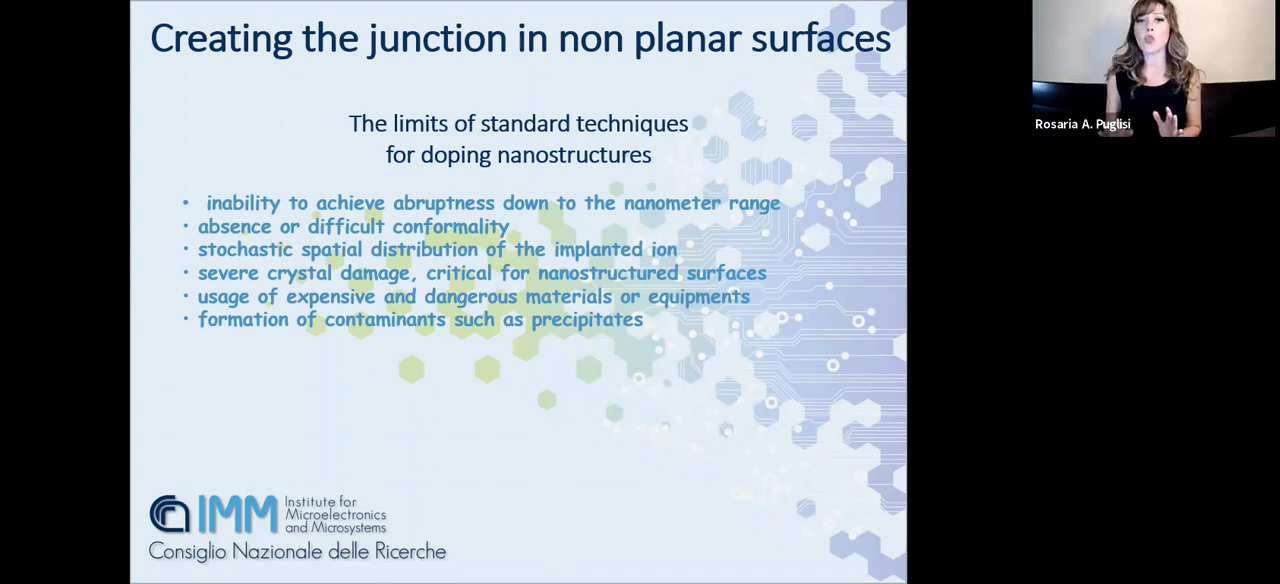 Creating the junction in non planar surfaces
The limits of standard techniques
for doping nanostructures
• inability to achieve abruptness down to the nanometer range
• absence or difficult conformality
• stochastic spatial distribution of the implanted ion
• severe crystal damage, critical for nanostructured surfaces
• usage of expensive and dangerous materials or equipments
• formation of contaminants such as precipitates
IMM
Institute for
Microelectronics
and Microsystems
Consiglio Nazionale delle Ricerche
Rosaria A. Puglisi